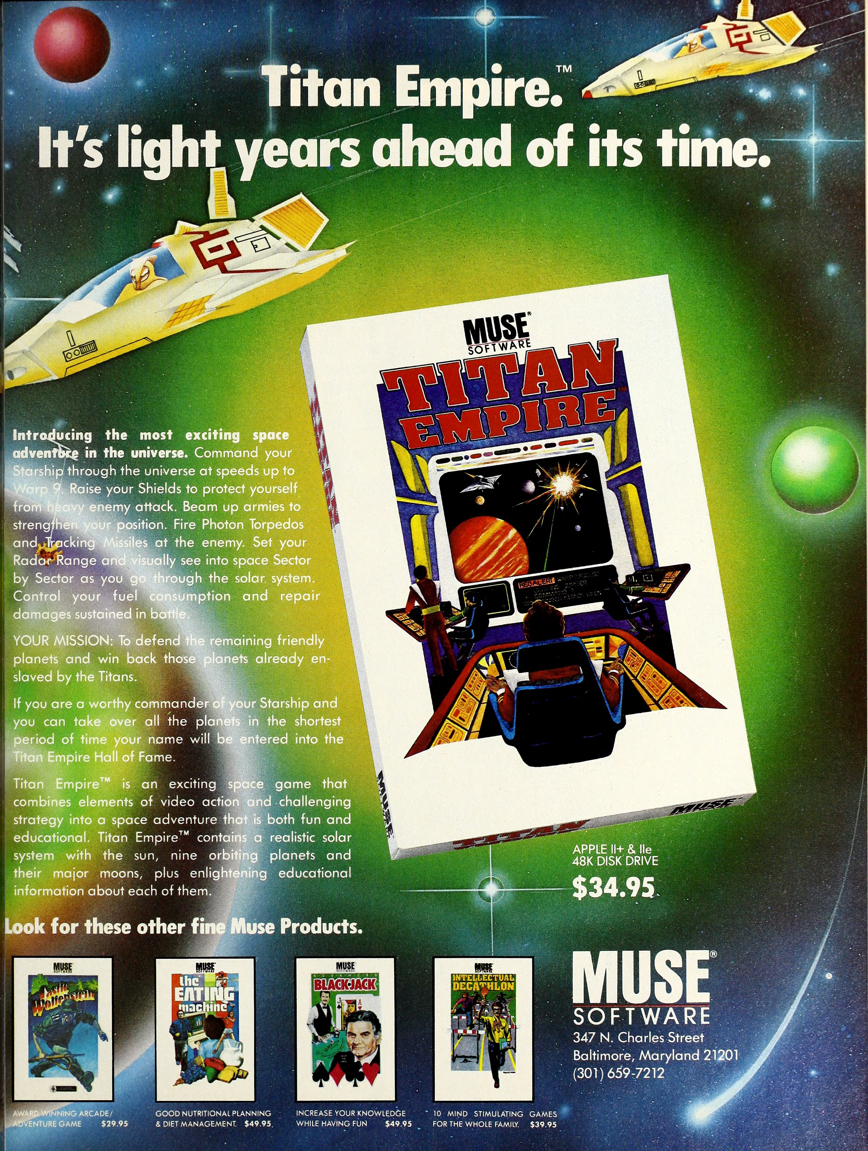 Titan Empire.™
It's light years ahead of its time.
MUSE®
SOFTWARE
TITAN
EMPIRE™
Introducing the most exciting space
adventure in the universe. Command your
Starship through the universe at speeds up to
Warp 9. Raise your Shields to protect yourself
from heavy enemy attack. Beam up armies to
strengthen your position. Fire Photon Torpedos
and Tracking Missiles at the enemy. Set your
Radar Range and visually see into space Sector
by Sector as you go through the solar system.
Control your fuel consumption and repair
damages sustained in battle.
YOUR MISSION: To defend the remaining friendly
planets and win back those planets already en-
slaved by the Titans.
If you are a worthy commander of your Starship and
you can take over all the planets in the shortest
period of time your name will be entered into the
Titan Empire Hall of Fame.
Titan Empire™ is an exciting space game that
combines elements of video action and challenging
strategy into a space adventure that is both fun and
educational. Titan Empire™ contains a realistic solar
system with the sun, nine orbiting planets and
their major moons, plus enlightening educational
information about each of them.
RED ALERT
MUSE
TITAN
MUSE
APPLE II+ & IIe
48K DISK DRIVE
$34.95
Look for these other fine Muse Products.
MUSE
SOFTWARE
Castle
Wolfenstein
AWARD WINNING ARCADE/
ADVENTURE GAME $29.95
MUSE
SOFTWARE
the
EATING
machine
GOOD NUTRITIONAL PLANNING
& DIET MANAGEMENT. $49.95
MUSE
SOFTWARE
BLACKJACK
INCREASE YOUR KNOWLEDGE
WHILE HAVING FUN $49.95
MUSE
SOFTWARE
INTELLECTUAL
DECATHLON
10 MIND STIMULATING GAMES
FOR THE WHOLE FAMILY. $39.95
MUSE®
SOFTWARE
347 N. Charles Street
Baltimore, Maryland 21201
(301) 659-7212